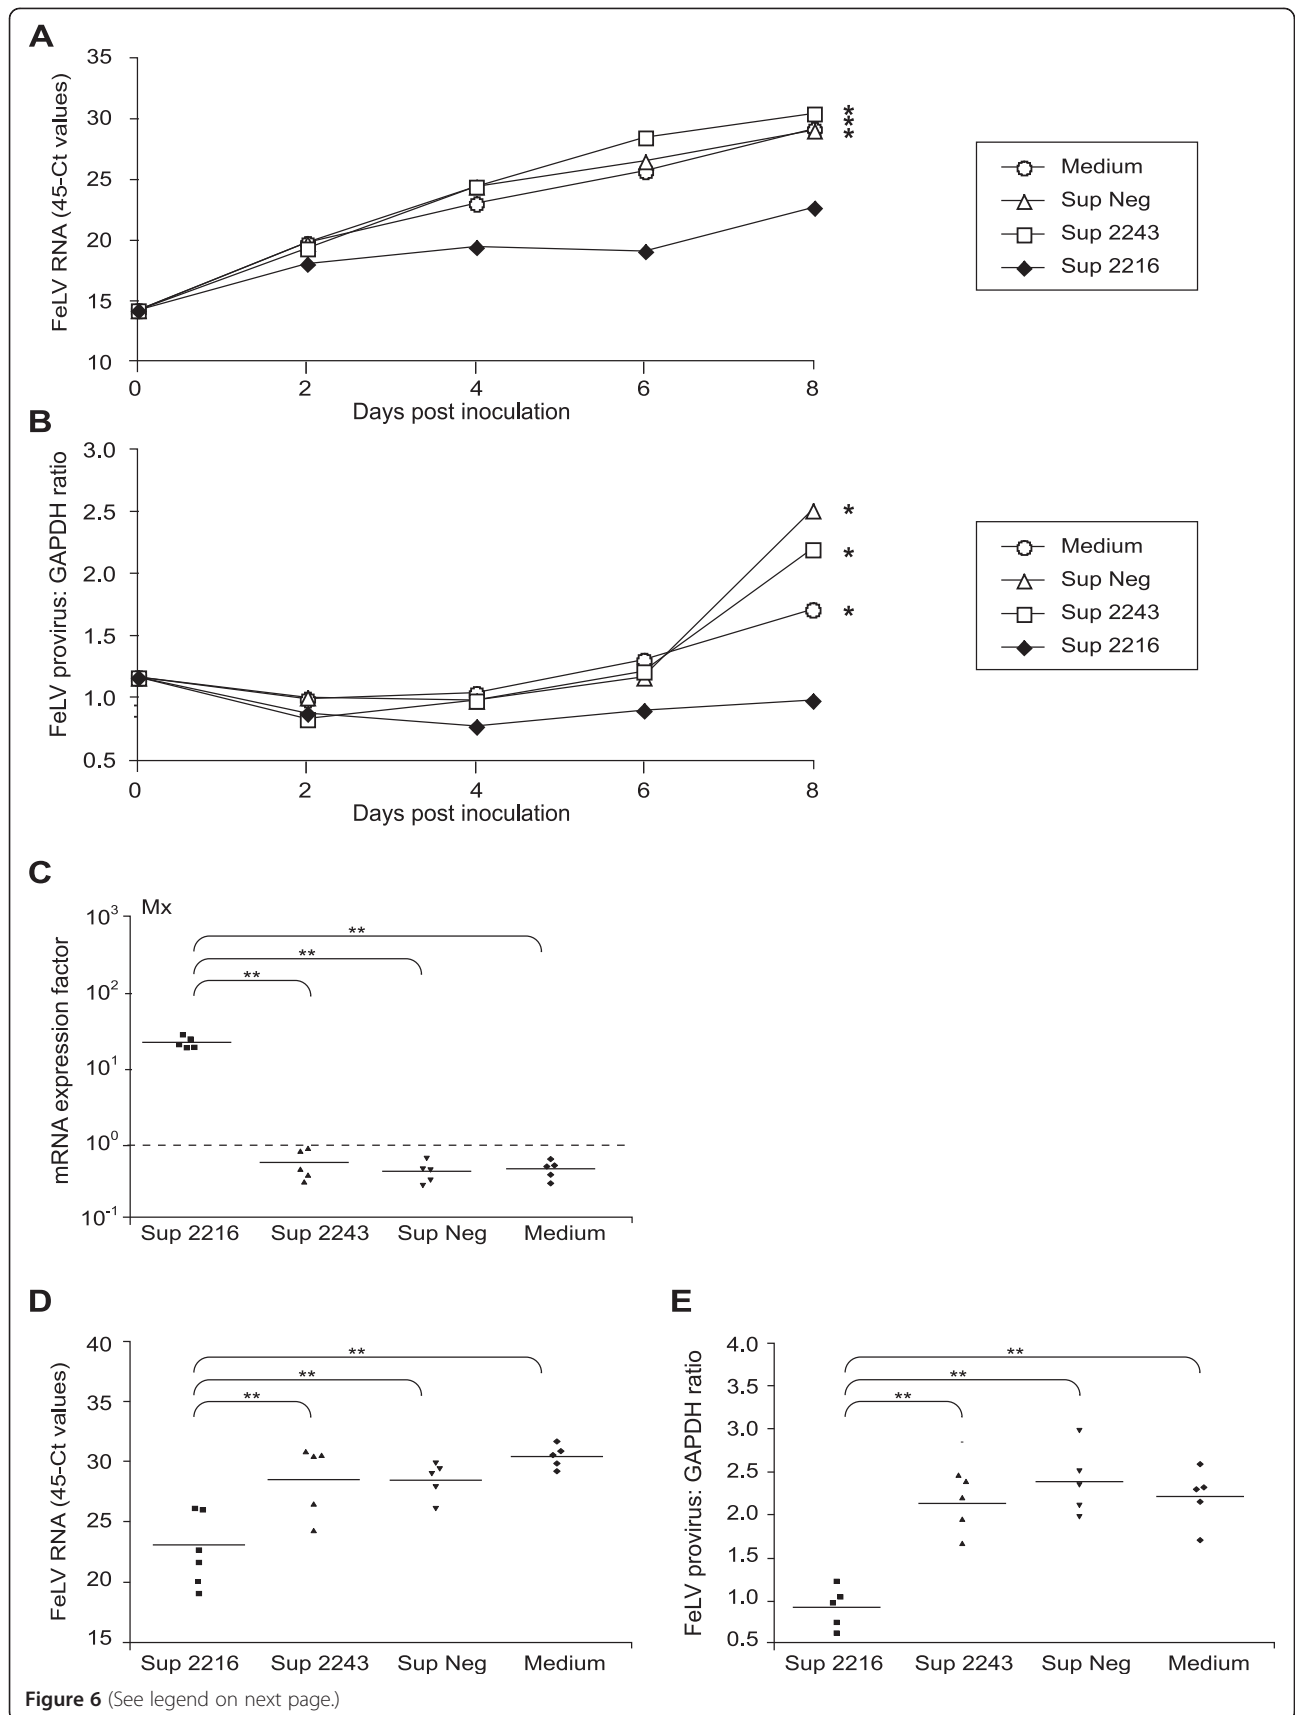 A
FeLV RNA (45-Ct values)
35
30
25
20
15
10
0 2 4 6 8
Days post inoculation
*
*
*
Medium
Sup Neg
Sup 2243
Sup 2216
B
FeLV provirus: GAPDH ratio
3.0
2.5
2.0
1.5
1.0
0.5
0 2 4 6 8
Days post inoculation
*
*
*
Medium
Sup Neg
Sup 2243
Sup 2216
C
Mx
mRNA expression factor
10³
10²
10¹
10⁰
10⁻¹
**
**
**
Sup 2216 Sup 2243 Sup Neg Medium
D
FeLV RNA (45-Ct values)
40
35
30
25
20
15
**
**
**
Sup 2216 Sup 2243 Sup Neg Medium
E
FeLV provirus: GAPDH ratio
4.0
3.5
3.0
2.5
2.0
1.5
1.0
0.5
**
**
**
Sup 2216 Sup 2243 Sup Neg Medium
Figure 6 (See legend on next page.)